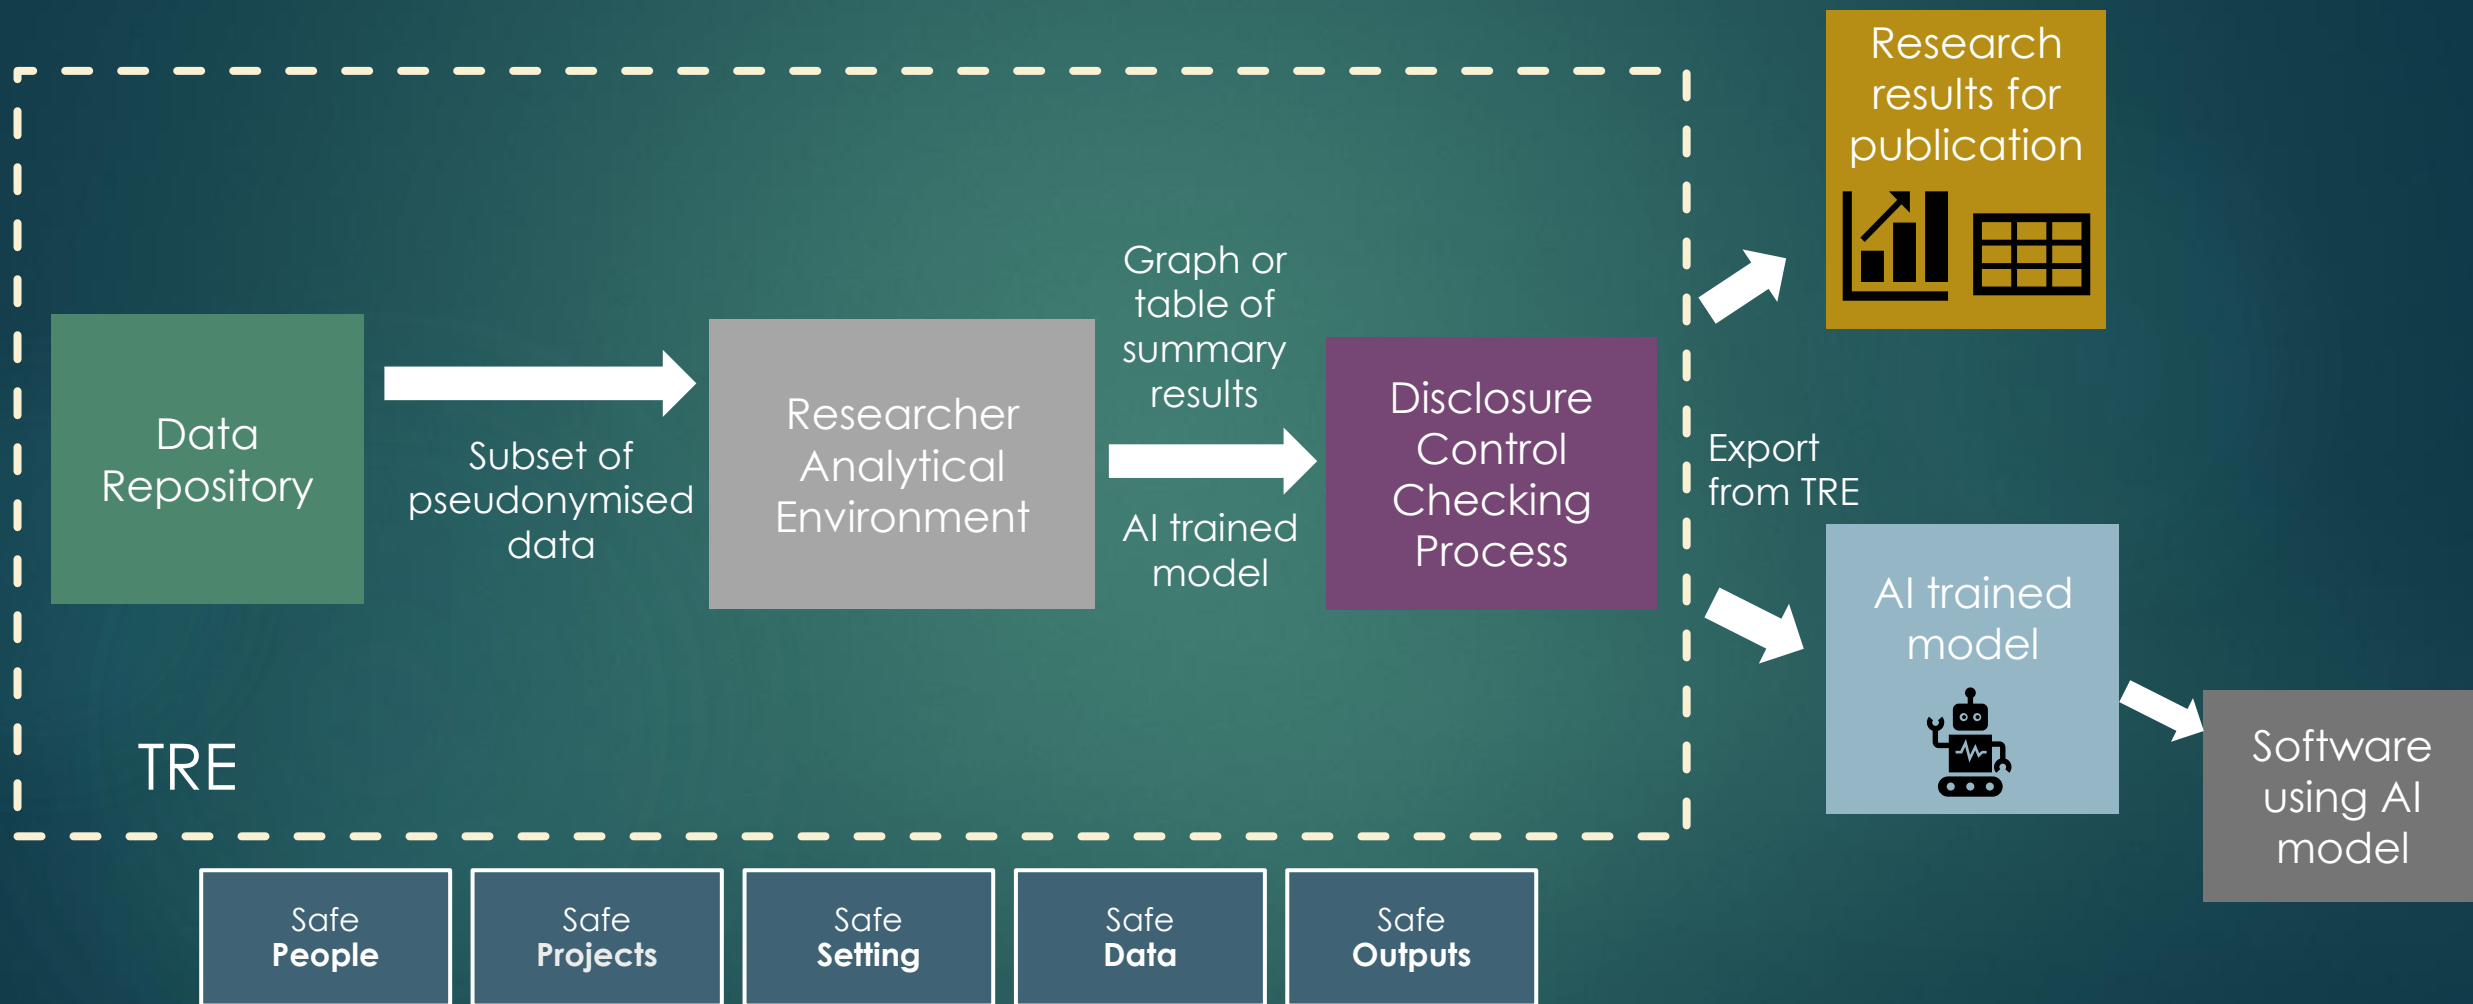 Research
results for
publication
Graph or
table of
summary
results
Data
Repository
Subset of
pseudonymised
data
Researcher
Analytical
Environment
AI trained
model
Disclosure
Control
Checking
Process
Export
from TRE
AI trained
model
Software
using AI
model
TRE
Safe
People
Safe
Projects
Safe
Setting
Safe
Data
Safe
Outputs